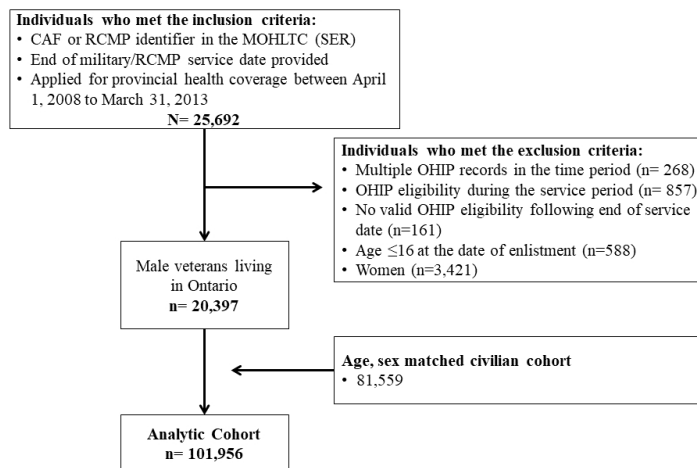 Individuals who met the inclusion criteria:
• CAF or RCMP identifier in the MOHLTC (SER)
• End of military/RCMP service date provided
• Applied for provincial health coverage between April
1, 2008 to March 31, 2013
N= 25,692
Individuals who met the exclusion criteria:
• Multiple OHIP records in the time period (n= 268)
• OHIP eligibility during the service period (n= 857)
• No valid OHIP eligibility following end of service
date (n=161)
• Age ≤16 at the date of enlistment (n=588)
• Women (n=3,421)
Male veterans living
in Ontario
n= 20,397
Age, sex matched civilian cohort
• 81,559
Analytic Cohort
n= 101,956